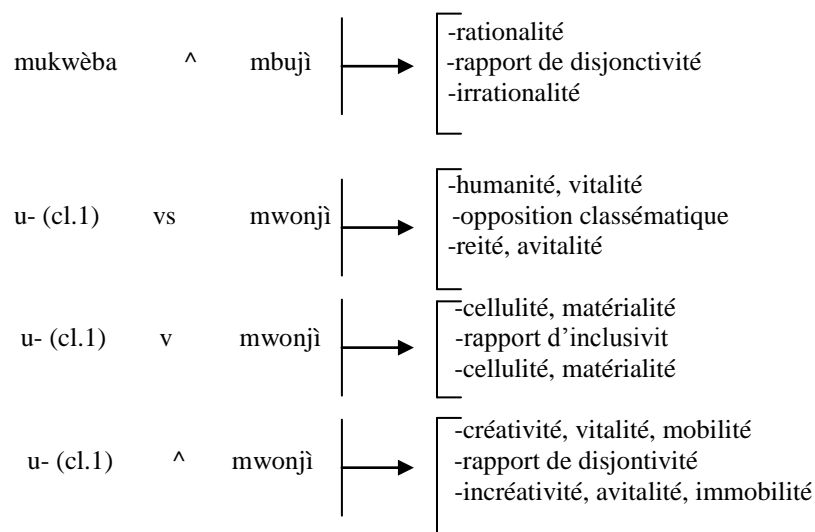 -rationalité
mukwèba ^ mbujì -rapport de disjonctivité
-irrationalité
-humanité, vitalité
u- (cl.1) vs mwonjì -opposition classématique
-reité, avitalité
-cellulité, matérialité
u- (cl.1) v mwonjì -rapport d’inclusivit
-cellulité, matérialité
-créativité, vitalité, mobilité
u- (cl.1) ^ mwonjì -rapport de disjontivité
-incréativité, avitalité, immobilité